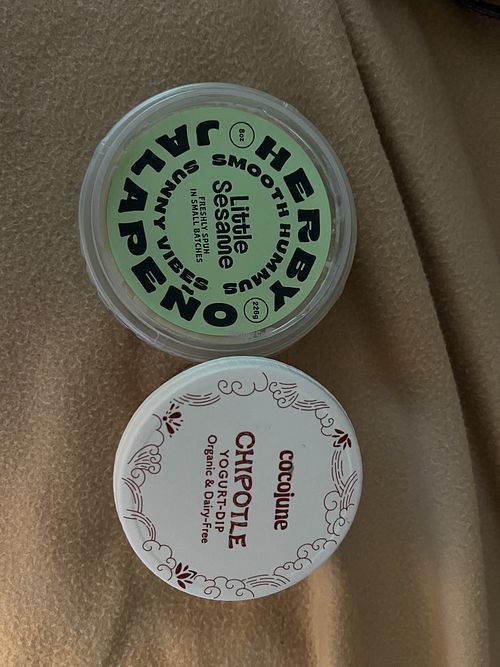 HERBY
JALAPEÑO
SMOOTH HUMMUS
SUNNY VIBES
8oz
Little
Sesame
FRESHLY SPUN
IN SMALL BATCHES
226g
cocojune
CHIPOTLE
YOGURT-DIP
Organic & Dairy-Free